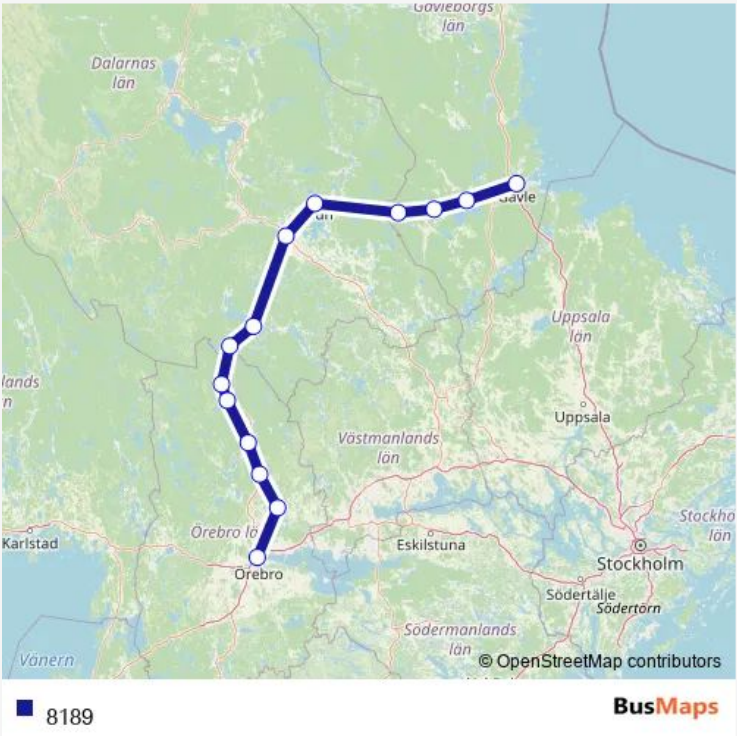 Gävleborgs
län
Dalarnas
län
Gävle
un
Uppsala
län
lands
n
Uppsala
Västmanlands
län
Örebro lä
Karlstad
Eskilstuna
Stockho
län
Stockholm
Örebro
Södertälje
Södertörn
Södermanlands
län
Vänern
© OpenStreetMap contributors
8189
BusMaps